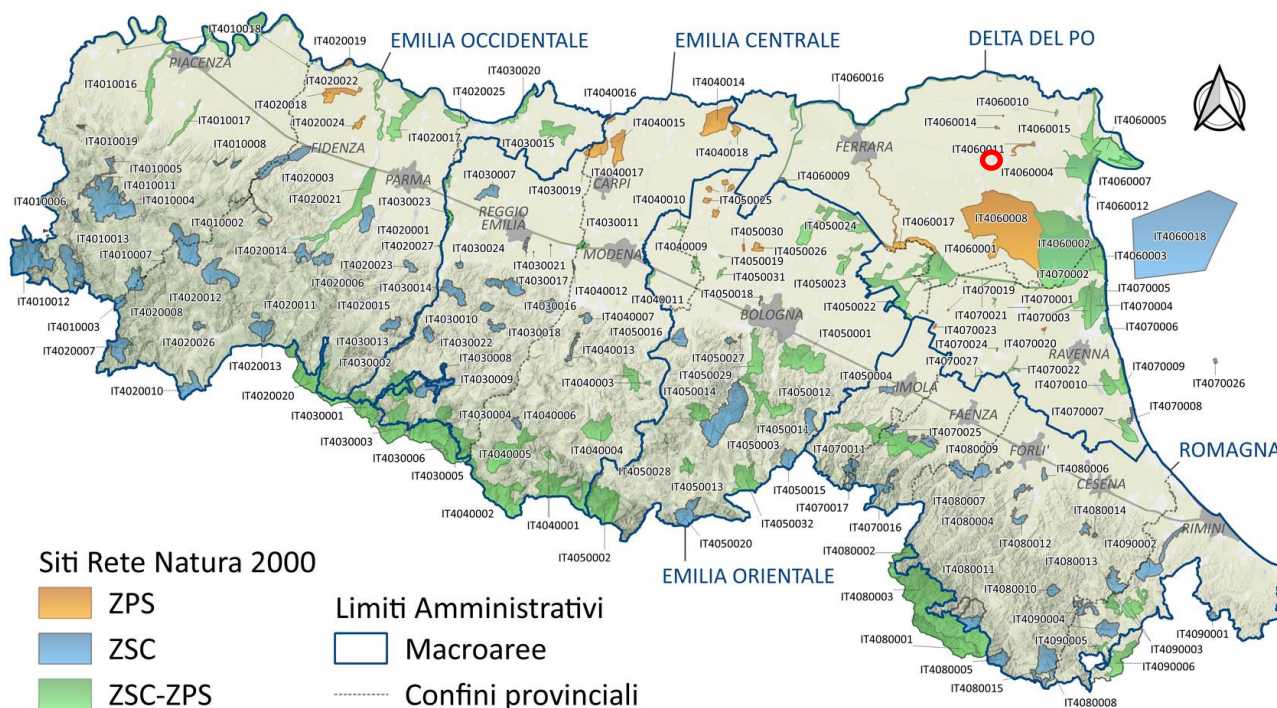 IT4010018
IT4020019
EMILIA OCCIDENTALE
EMILIA CENTRALE
DELTA DEL PO
PIACENZA
IT4010016
IT4020022
IT4020018
IT4030020
IT4020025
IT4040014
IT4040016
IT4060016
IT4060010
IT4060005
IT4010017
IT4020024
IT4020017
IT4030015
IT4040015
IT4040018
IT4060014
IT4060015
IT4010019
IT4010008
FIDENZA
FERRARA
IT4060011
IT4010005
IT4010011
IT4010004
IT4020003
IT4020021
PARMA
IT4030007
IT4030019
IT4040017
CARPI
IT4060009
IT4060004
IT4060007
IT4010006
IT4010002
IT4030023
REGGIO
EMILIA
IT4030011
IT4040010
IT4050025
IT4050024
IT4060012
IT4010013
IT4010007
IT4020014
IT4020001
IT4020027
IT4030024
IT4040009
IT4050030
IT4050026
IT4060017
IT4060008
IT4060018
IT4020023
IT4030021
MODENA
IT4050019
IT4060001
IT4060002
IT4060003
IT4010012
IT4020012
IT4020006
IT4030014
IT4030017
IT4040012
IT4050031
IT4050023
IT4070002
IT4010003
IT4020008
IT4020011
IT4020015
IT4030016
IT4040011
IT4050018
IT4050022
IT4070019
IT4070001
IT4070005
IT4070004
IT4020007
IT4020026
IT4030013
IT4030010
IT4030018
IT4040007
IT4050016
BOLOGNA
IT4050001
IT4070021
IT4070003
IT4070006
IT4030022
IT4040013
IT4050027
IT4070023
IT4070020
RAVENNA
IT4020010
IT4020013
IT4030002
IT4030008
IT4050029
IT4070024
IT4070022
IT4070009
IT4020020
IT4030009
IT4040003
IT4050014
IT4050012
IT4050004
IMOLA
IT4070027
IT4070010
IT4070026
IT4030001
IT4030004
IT4040006
IT4050011
FAENZA
IT4070007
IT4070008
IT4030003
IT4040005
IT4040004
IT4050003
IT4070011
IT4070025
IT4080009
FORLI'
ROMAGNA
IT4030006
IT4030005
IT4050028
IT4050013
IT4050015
IT4080006
CESENA
IT4040002
IT4040001
IT4050032
IT4070017
IT4070016
IT4080007
IT4080014
RIMINI
IT4050002
IT4050020
IT4080002
IT4080004
IT4080012
IT4090002
EMILIA ORIENTALE
IT4080011
IT4080013
IT4080003
IT4080010
IT4090004
IT4080001
IT4090005
IT4090001
IT4080005
IT4090003
IT4090006
IT4080015
IT4080008
Siti Rete Natura 2000
ZPS
ZSC
ZSC-ZPS
Limiti Amministrativi
Macroaree
Confini provinciali